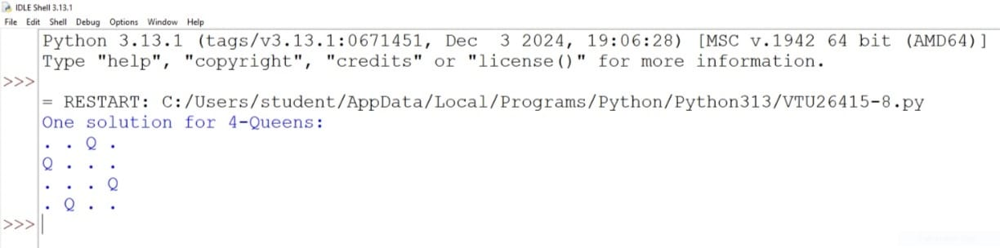 IDLE Shell 3.13.1
File Edit Shell Debug Options Window Help
Python 3.13.1 (tags/v3.13.1:0671451, Dec  3 2024, 19:06:28) [MSC v.1942 64 bit (AMD64)]
Type "help", "copyright", "credits" or "license()" for more information.
>>>
= RESTART: C:/Users/student/AppData/Local/Programs/Python/Python313/VTU26415-8.py
One solution for 4-Queens:
. . Q .
Q . . .
. . . Q
. Q . .
>>>